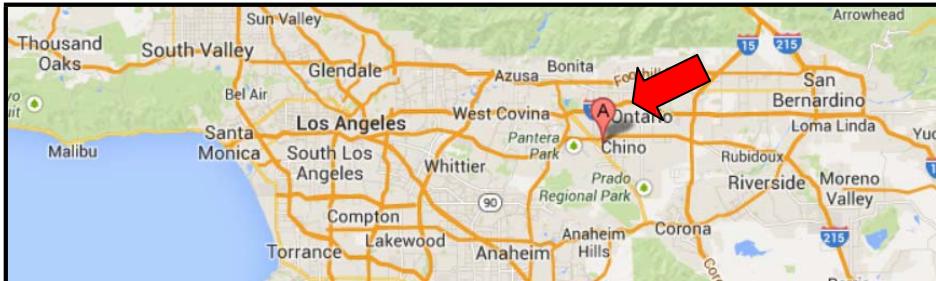 Sun Valley
Arrowhead
Thousand
Oaks
South Valley
15
215
Glendale
Bonita
Azusa
San
Bernardino
Bel Air
Los Angeles
West Covina
A
Ontario
Loma Linda
Santa
Monica
Malibu
South Los
Angeles
Whittier
Pantera
Park
Chino
Rubidoux
Riverside
Moreno
Valley
Prado
Regional Park
90
Compton
Torrance
Lakewood
Anaheim
Anaheim
Hills
Corona
215